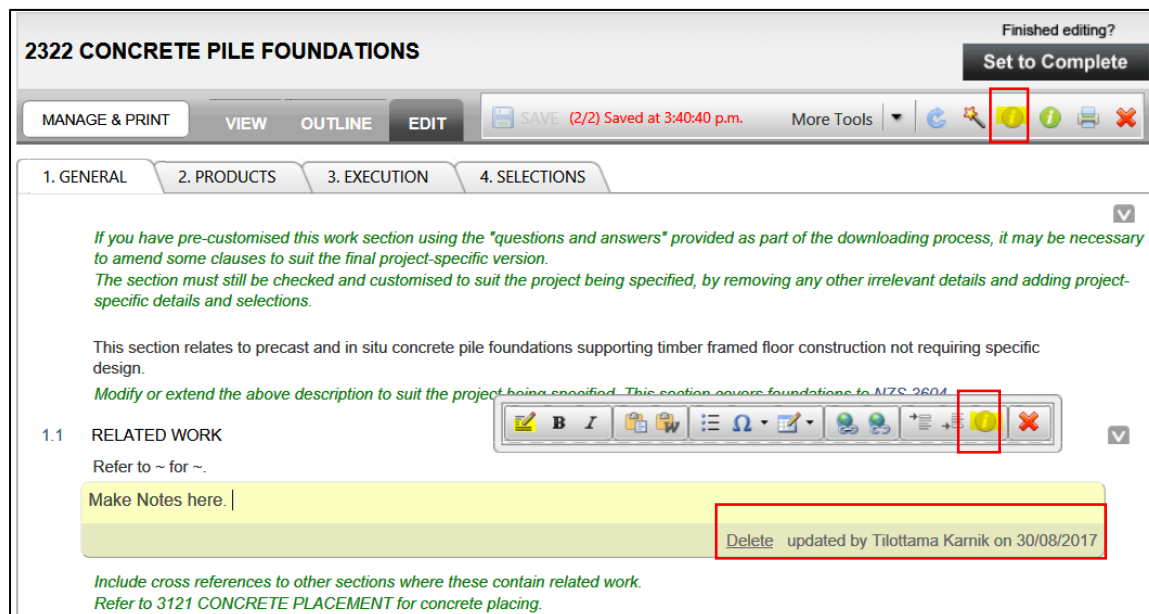 Finished editing?
2322 CONCRETE PILE FOUNDATIONS
Set to Complete
MANAGE & PRINT VIEW OUTLINE EDIT SAVE (2/2) Saved at 3:40:40 p.m. More Tools
1. GENERAL 2. PRODUCTS 3. EXECUTION 4. SELECTIONS
If you have pre-customised this work section using the "questions and answers" provided as part of the downloading process, it may be necessary
to amend some clauses to suit the final project-specific version.
The section must still be checked and customised to suit the project being specified, by removing any other irrelevant details and adding project-
specific details and selections.
This section relates to precast and in situ concrete pile foundations supporting timber framed floor construction not requiring specific
design.
Modify or extend the above description to suit the project being specified. This section covers foundations to NZS 3604
B I Ω
1.1 RELATED WORK
Refer to ~ for ~.
Make Notes here.
Delete updated by Tilottama Karnik on 30/08/2017
Include cross references to other sections where these contain related work.
Refer to 3121 CONCRETE PLACEMENT for concrete placing.